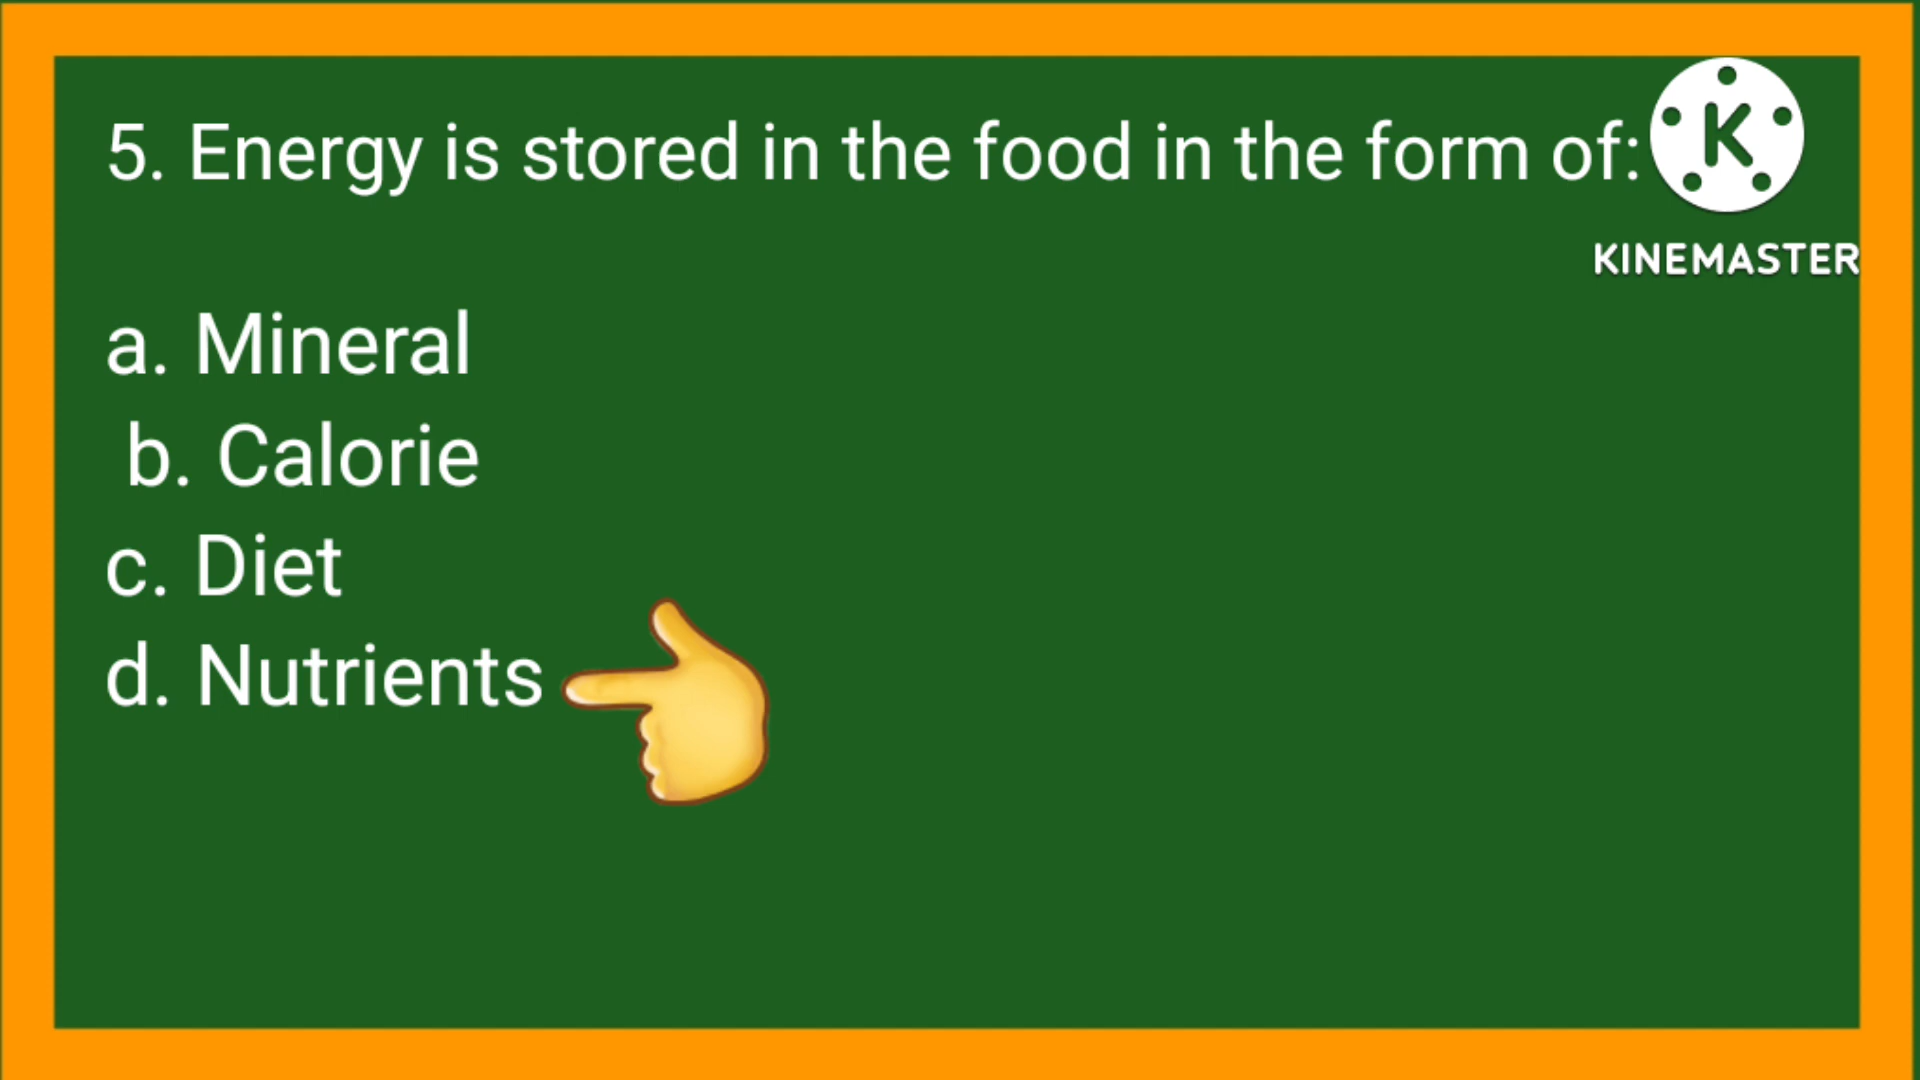 5. Energy is stored in the food in the form of:
K
KINEMASTER
a. Mineral
b. Calorie
c. Diet
d. Nutrients